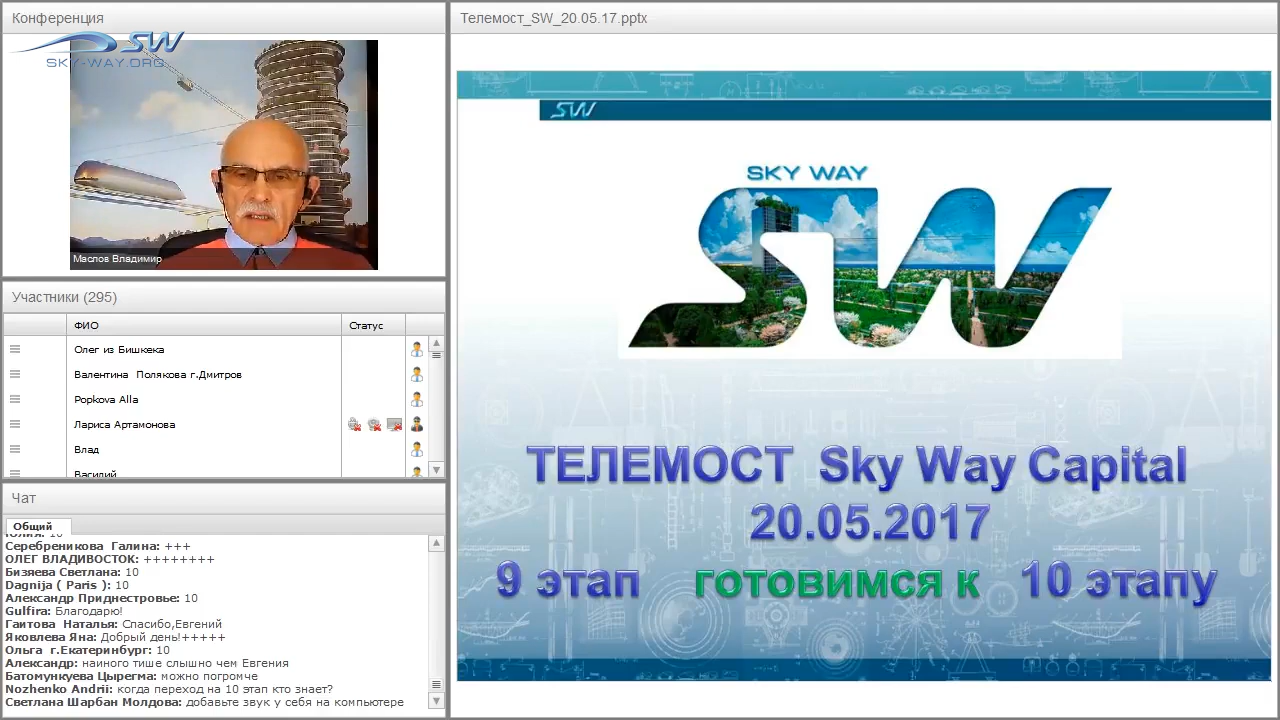 Конференция
SW
SKY-WAY.ORG
Маслов Владимир
Участники (295)
ФИО Статус
Олег из Бишкека
Валентина Полякова г.Дмитров
Popkova Alla
Лариса Артамонова
Влад
Василий
Чат
Общий
Юлия: 10
Серебреникова Галина: +++
ОЛЕГ ВЛАДИВОСТОК: ++++++++
Бизяева Светлана: 10
Dagnija ( Paris ): 10
Александр Приднестровье: 10
Gulfira: Благодарю!
Гаитова Наталья: Спасибо,Евгений
Яковлева Яна: Добрый день!+++++
Ольга г.Екатеринбург: 10
Александр: наиного тише слышно чем Евгения
Батомункуева Цырегма: можно пугромче
Nozhenko Andrii: когда переход на 10 этап кто знает?
Светлана Шарбан Молдова: добавьте звук у себя на компьютере
Телемост_SW_20.05.17.pptx
SW
SKY WAY
SW
ТЕЛЕМОСТ Sky Way Capital
20.05.2017
9 этап готовимся к 10 этапу